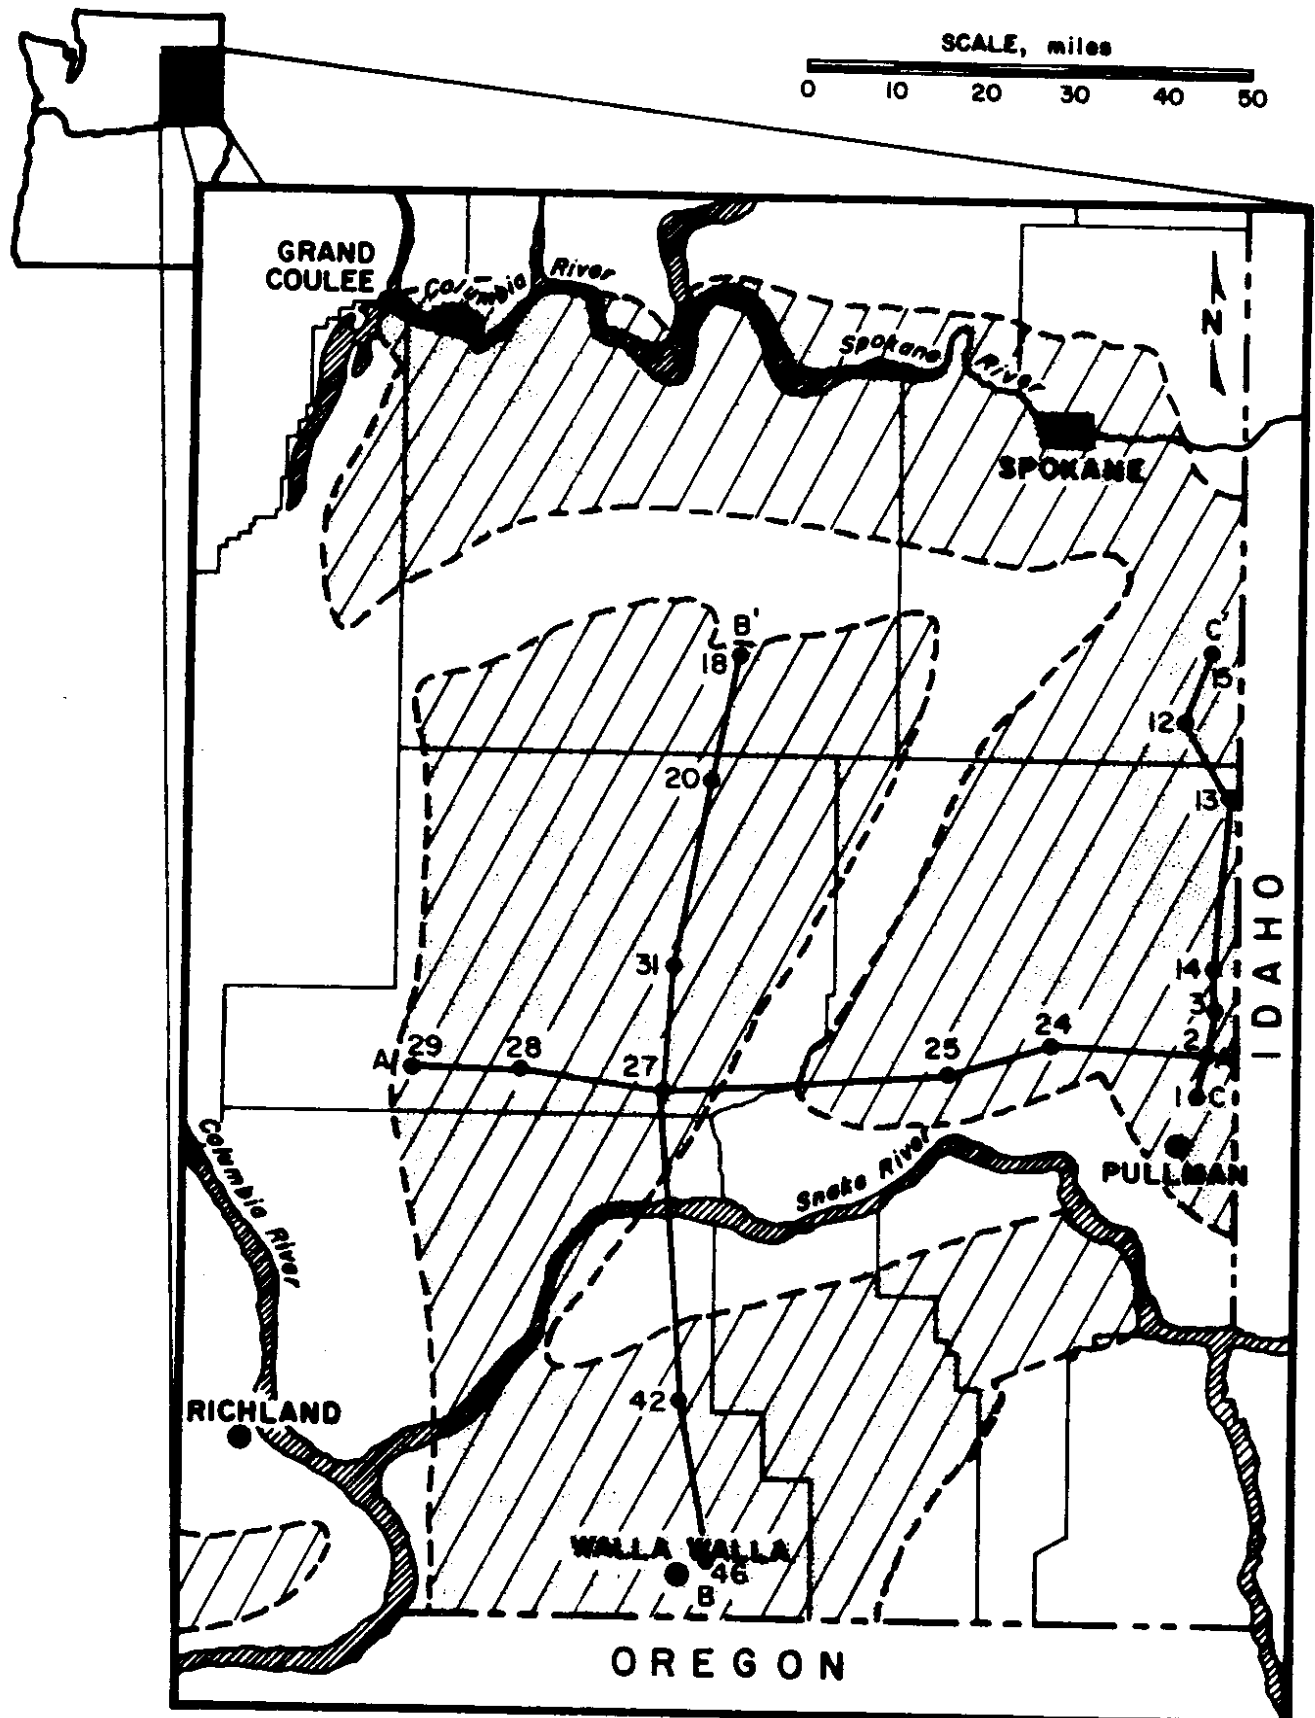 SCALE, miles
0 10 20 30 40 50
GRAND
COULEE
Columbia River
N
Spokane River
SPOKANE
B'
18
C'
15
12
20
13
IDAHO
31
14
3
A 29 28 27 25 24 2
1 C
Columbia River
Snake River
PULLMAN
42
RICHLAND
WALLA WALLA
46
B
OREGON